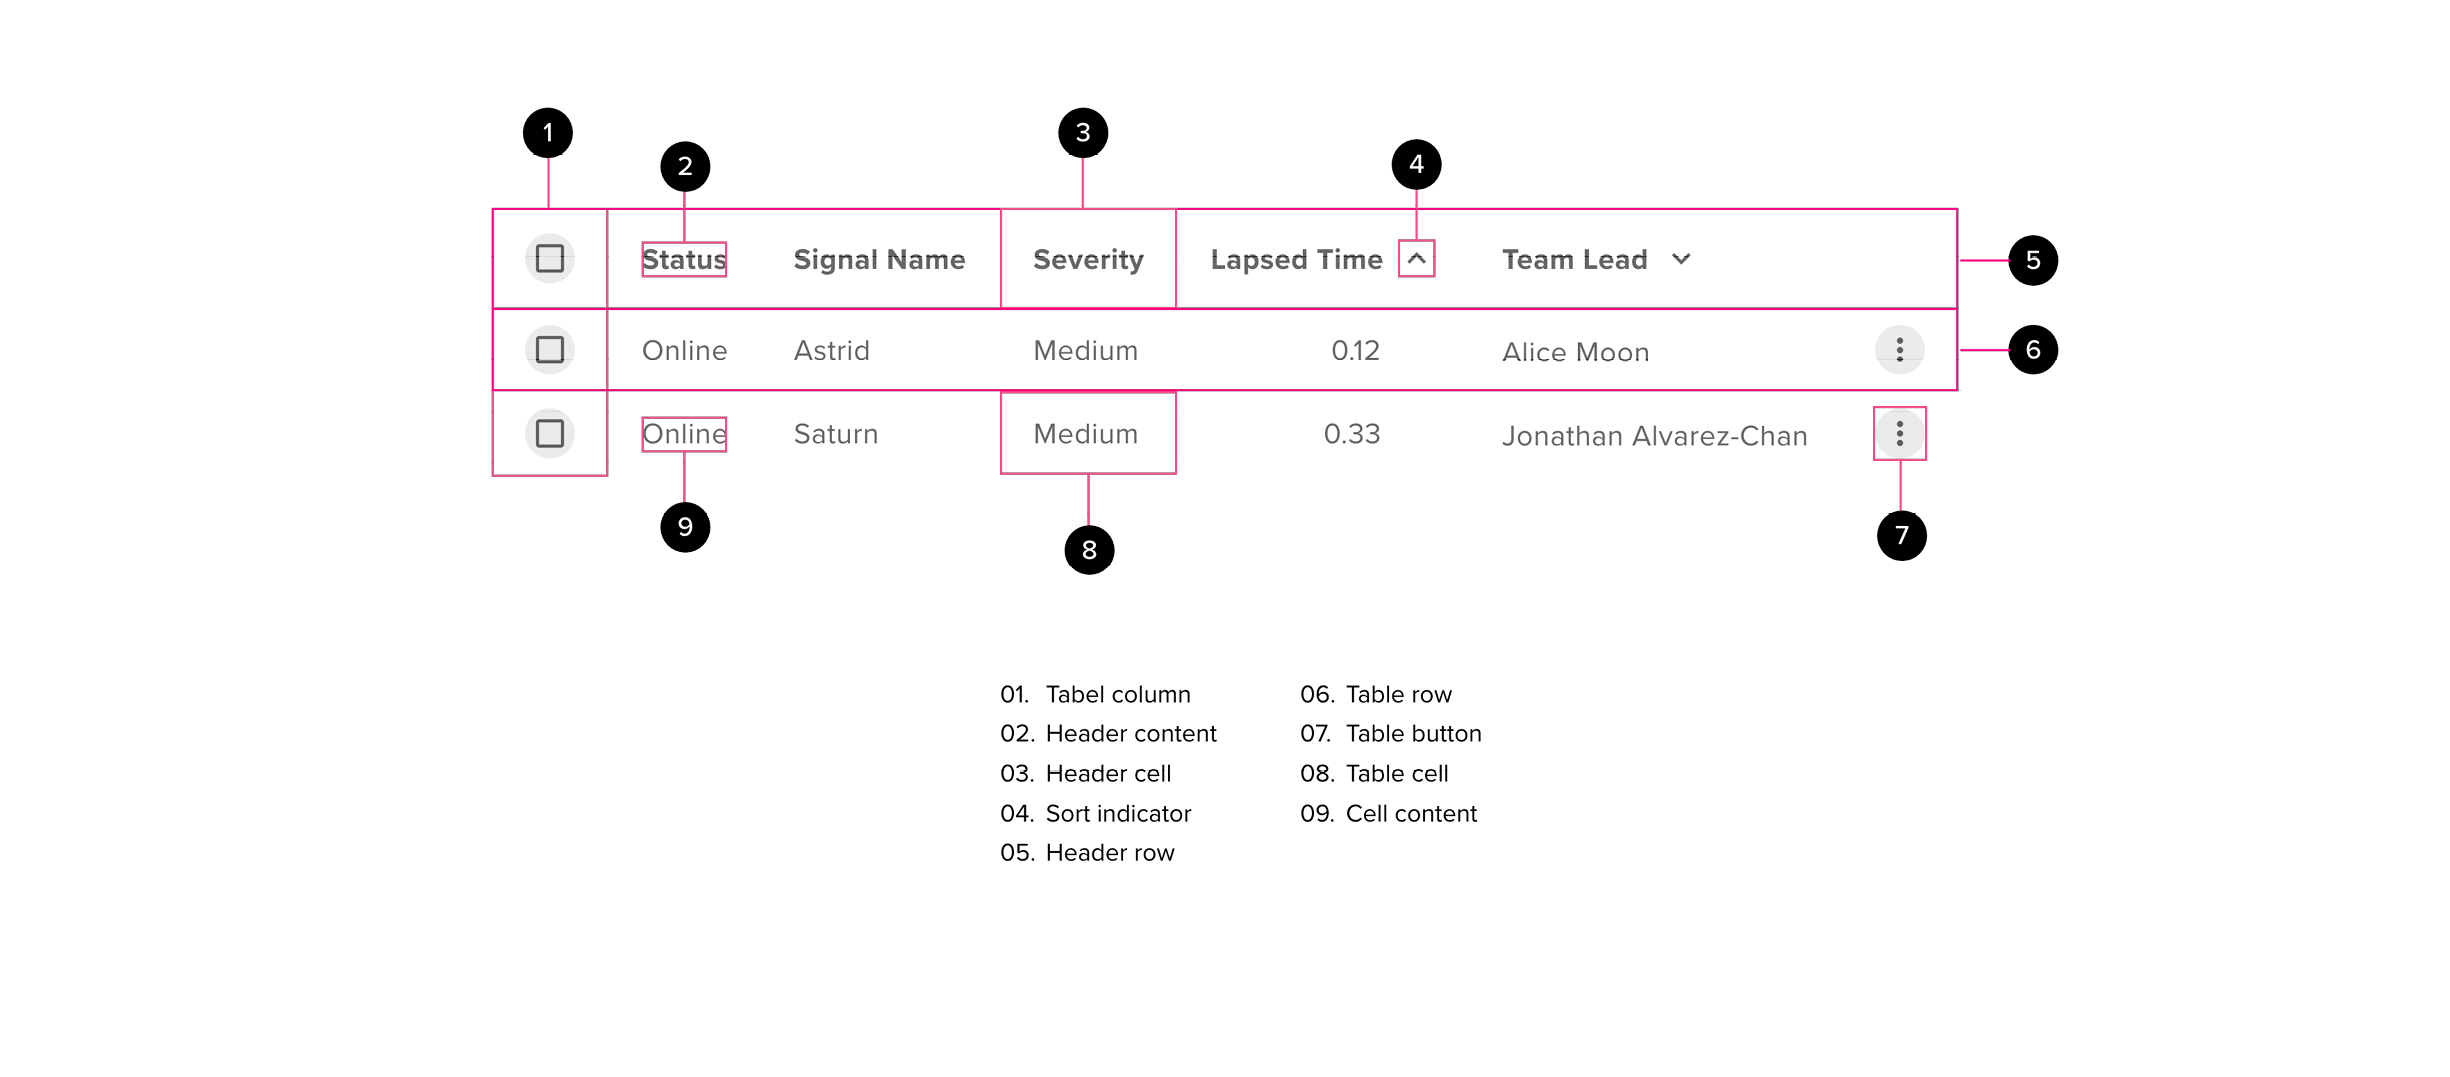 1
2
3
4
Status Signal Name Severity Lapsed Time Team Lead
5
Online Astrid Medium 0.12 Alice Moon
6
Online Saturn Medium 0.33 Jonathan Alvarez-Chan
9
8
7
01. Tabel column
02. Header content
03. Header cell
04. Sort indicator
05. Header row
06. Table row
07. Table button
08. Table cell
09. Cell content